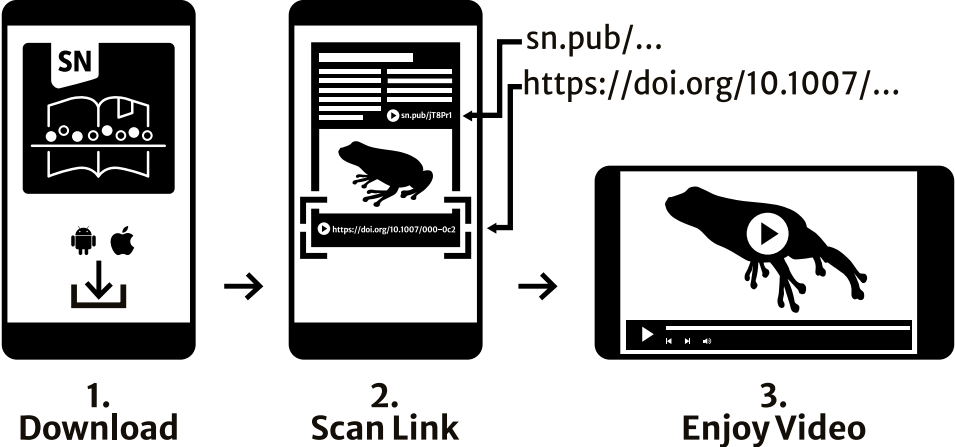 SN
sn.pub/jT8Pr1
https://doi.org/10.1007/000–0c2
sn.pub/...
https://doi.org/10.1007/...
1.
Download
2.
Scan Link
3.
Enjoy Video